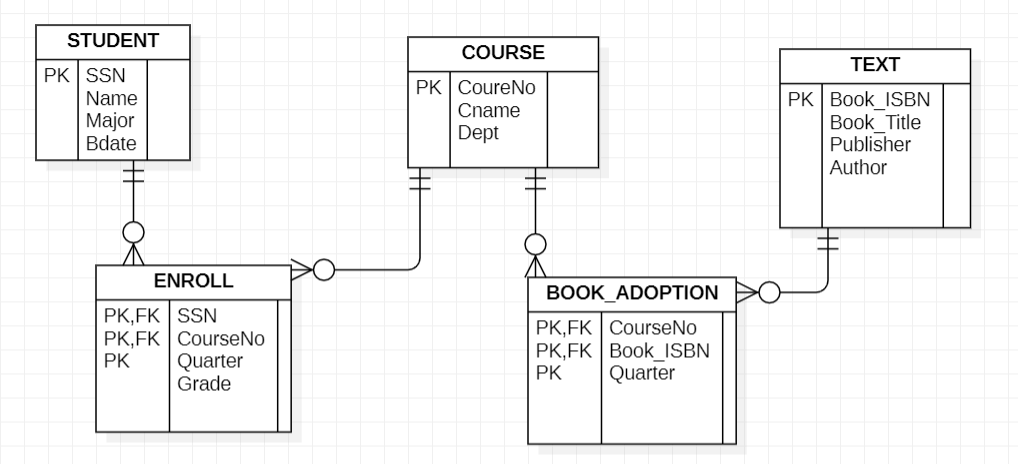 STUDENT
PK SSN
Name
Major
Bdate
COURSE
PK CoureNo
Cname
Dept
TEXT
PK Book_ISBN
Book_Title
Publisher
Author
ENROLL
PK,FK SSN
PK,FK CourseNo
PK Quarter
Grade
BOOK_ADOPTION
PK,FK CourseNo
PK,FK Book_ISBN
PK Quarter